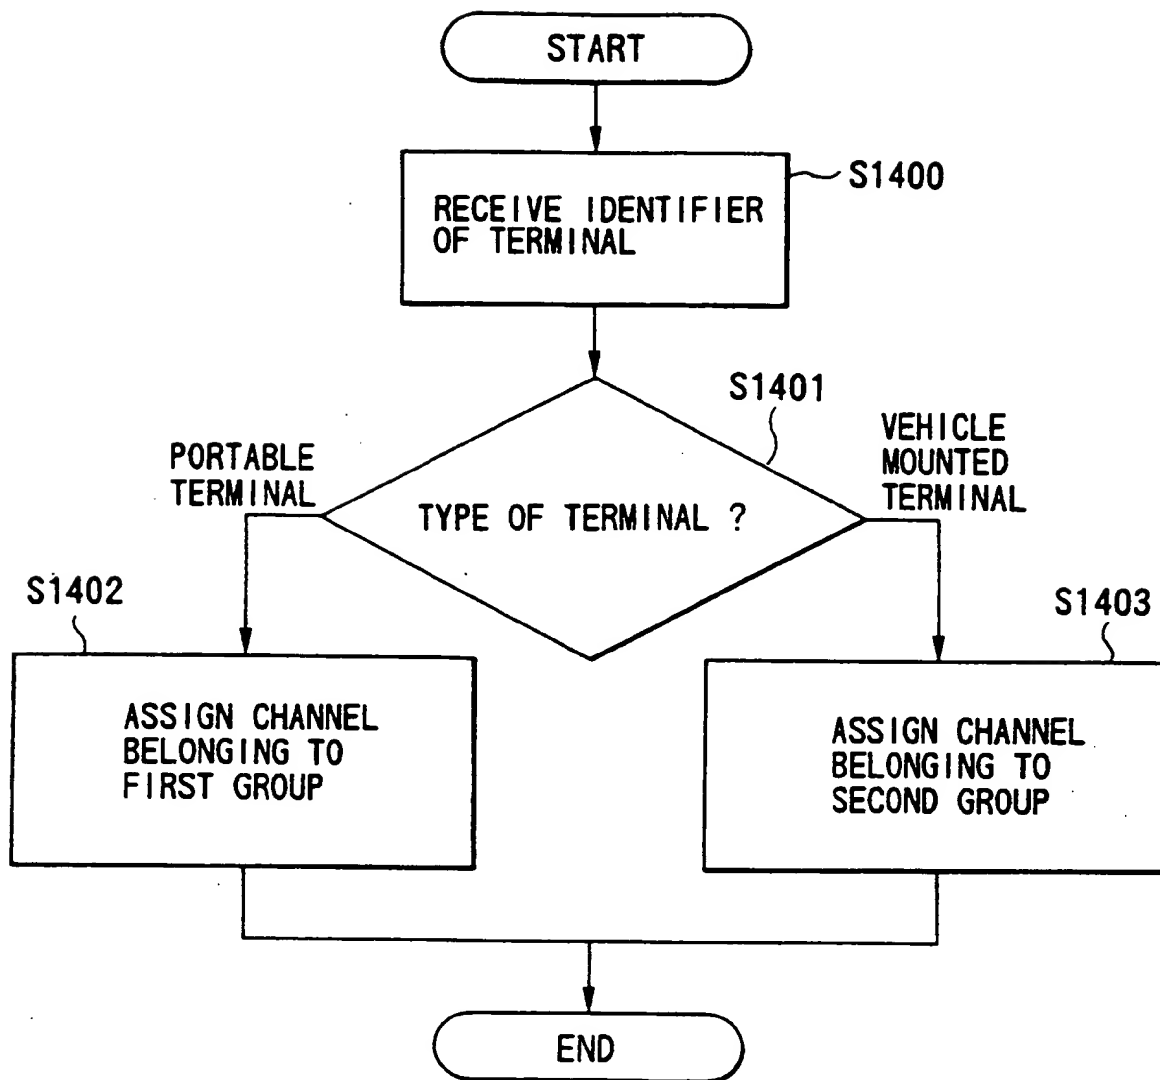 START
S1400
RECEIVE IDENTIFIER
OF TERMINAL
S1401
PORTABLE
TERMINAL
VEHICLE
MOUNTED
TERMINAL
TYPE OF TERMINAL ?
S1402
S1403
ASSIGN CHANNEL
BELONGING TO
FIRST GROUP
ASSIGN CHANNEL
BELONGING TO
SECOND GROUP
END